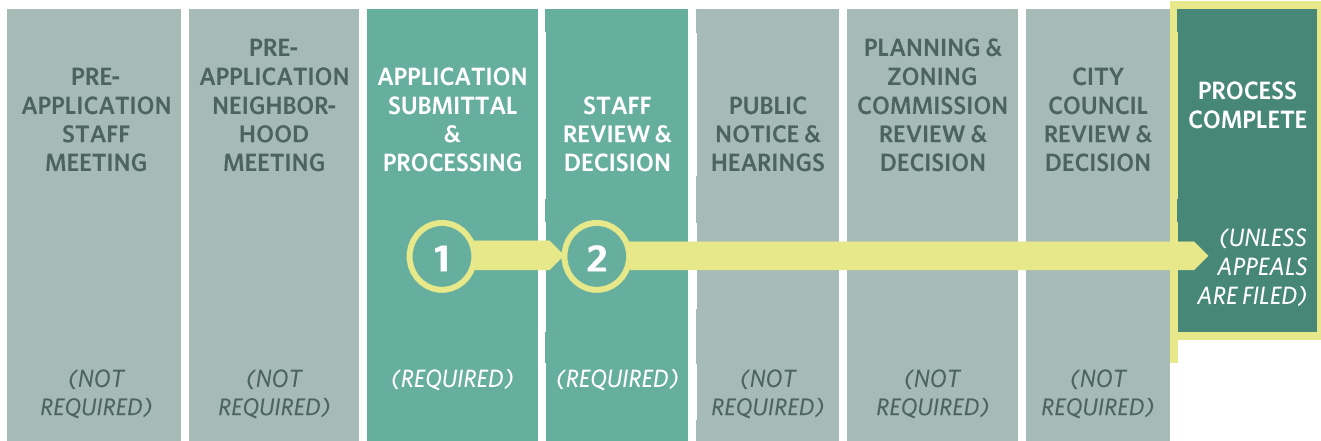 PRE-
APPLICATION
STAFF
MEETING
(NOT
REQUIRED)
PRE-
APPLICATION
NEIGHBOR-
HOOD
MEETING
(NOT
REQUIRED)
APPLICATION
SUBMITTAL
&
PROCESSING
1
(REQUIRED)
STAFF
REVIEW &
DECISION
2
(REQUIRED)
PUBLIC
NOTICE &
HEARINGS
(NOT
REQUIRED)
PLANNING &
ZONING
COMMISSION
REVIEW &
DECISION
(NOT
REQUIRED)
CITY
COUNCIL
REVIEW &
DECISION
(NOT
REQUIRED)
PROCESS
COMPLETE
(UNLESS
APPEALS
ARE FILED)